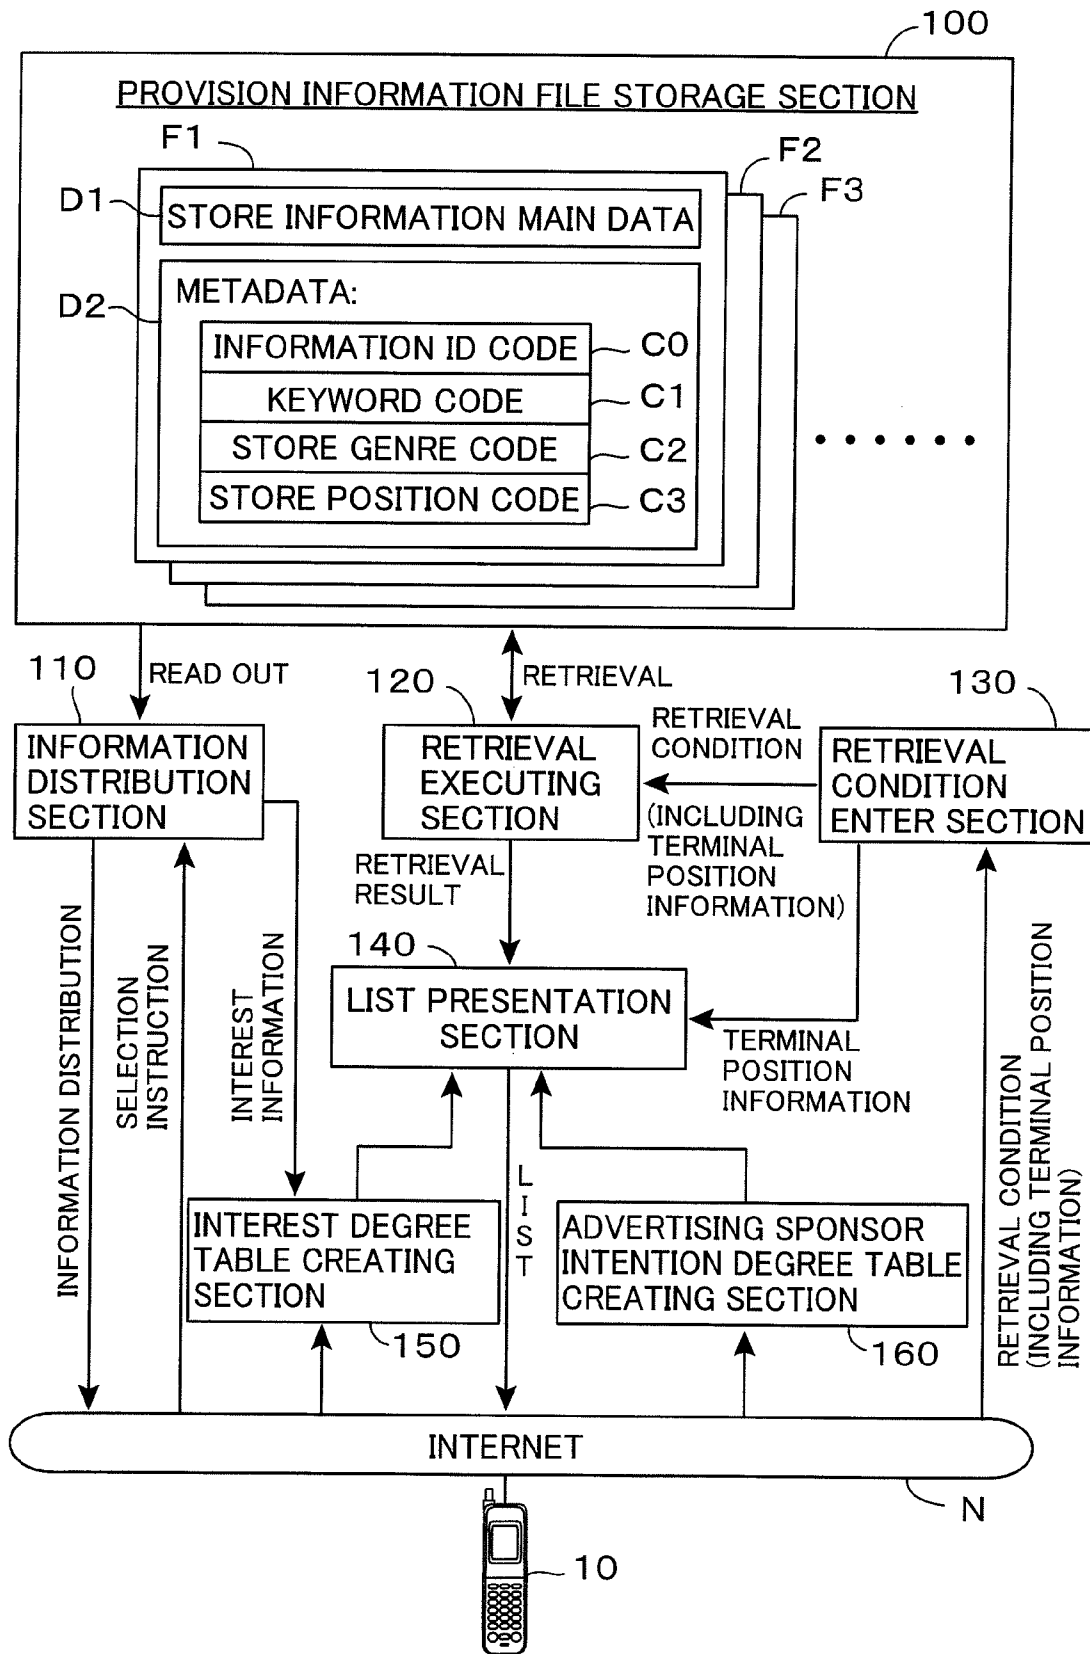 100
PROVISION INFORMATION FILE STORAGE SECTION
F1
F2
F3
D1
STORE INFORMATION MAIN DATA
D2
METADATA:
INFORMATION ID CODE
C0
KEYWORD CODE
C1
STORE GENRE CODE
C2
STORE POSITION CODE
C3
110
READ OUT
120
RETRIEVAL
130
INFORMATION
DISTRIBUTION
SECTION
RETRIEVAL
EXECUTING
SECTION
RETRIEVAL
CONDITION
(INCLUDING
TERMINAL
POSITION
INFORMATION)
RETRIEVAL
CONDITION
ENTER SECTION
RETRIEVAL
RESULT
140
LIST PRESENTATION
SECTION
TERMINAL
POSITION
INFORMATION
INFORMATION DISTRIBUTION
SELECTION
INSTRUCTION
INTEREST
INFORMATION
LIST
RETRIEVAL CONDITION
(INCLUDING TERMINAL POSITION
INFORMATION)
INTEREST DEGREE
TABLE CREATING
SECTION
150
ADVERTISING SPONSOR
INTENTION DEGREE TABLE
CREATING SECTION
160
INTERNET
N
10